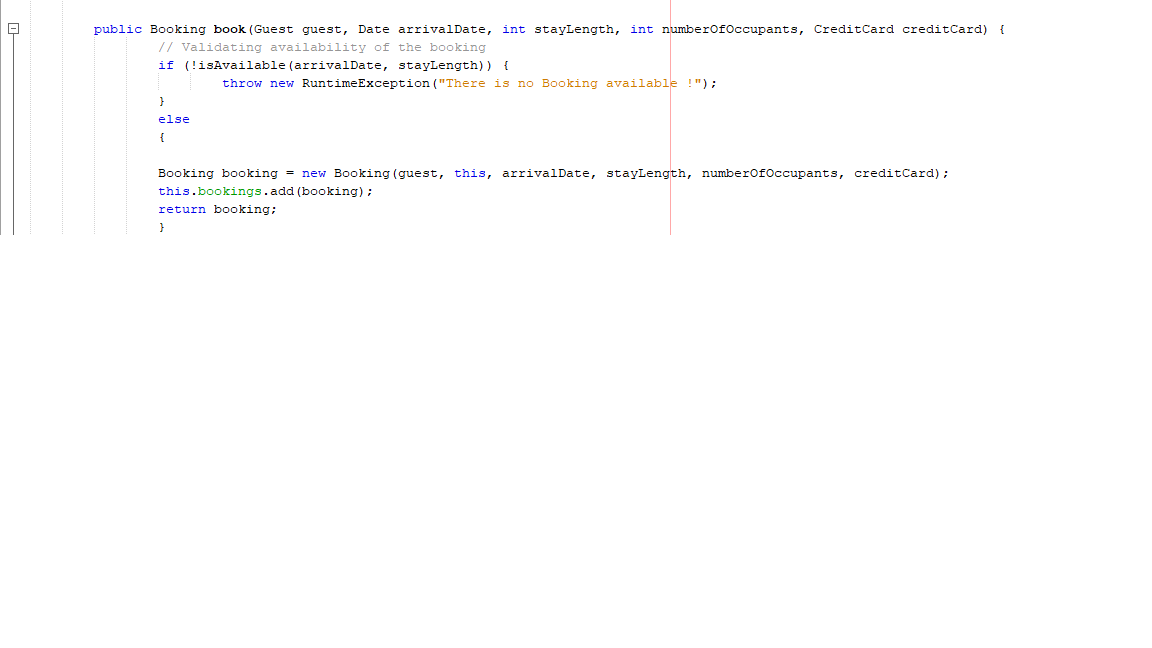 public Booking book(Guest guest, Date arrivalDate, int stayLength, int numberOfOccupants, CreditCard creditCard) {
// Validating availability of the booking
if (!isAvailable(arrivalDate, stayLength)) {
throw new RuntimeException("There is no Booking available !");
}
else
{
Booking booking = new Booking(guest, this, arrivalDate, stayLength, numberOfOccupants, creditCard);
this.bookings.add(booking);
return booking;
}